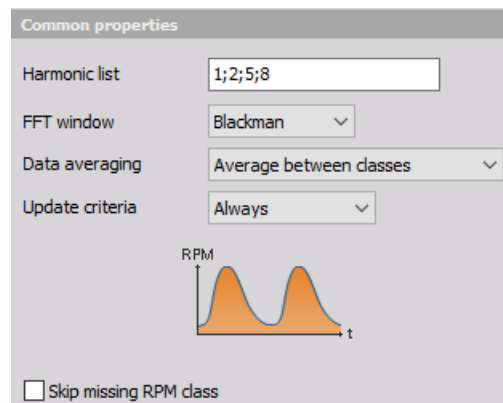 Common properties
Harmonic list 1;2;5;8
FFT window Blackman
Data averaging Average between classes
Update criteria Always
RPM
t
Skip missing RPM class